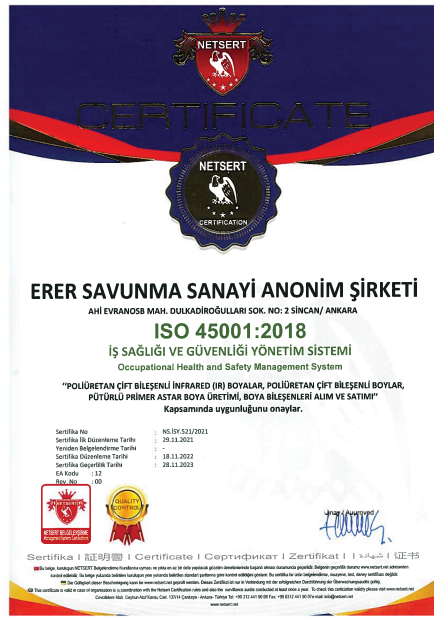 NETSERT
CERTIFICATE
NETSERT
CERTIFICATION
ERER SAVUNMA SANAYİ ANONİM ŞİRKETİ
AHİ EVRANOSB MAH. DULKADİROĞULLARI SOK. NO: 2 SİNCAN/ ANKARA
ISO 45001:2018
İŞ SAĞLIĞI VE GÜVENLİĞİ YÖNETİM SİSTEMİ
Occupational Health and Safety Management System
"POLİÜRETAN ÇİFT BİLEŞENLİ İNFRARED (IR) BOYALAR, POLİÜRETAN ÇİFT BİLEŞENLİ BOYLAR,
PÜTÜRLÜ PRIMER ASTAR BOYA ÜRETİMİ, BOYA BİLEŞENLERİ ALIM VE SATIMI"
Kapsamında uygunluğunu onaylar.
Sertifika No : NS.İSY.521/2021
Sertifika İlk Düzenleme Tarihi : 29.11.2021
Yeniden Belgelendirme Tarihi : -
Sertifika Düzenleme Tarihi : 18.11.2022
Sertifika Geçerlilik Tarihi : 28.11.2023
EA Kodu : 12
Rev. No : 00
NETSERT
NETSERT BELGELENDİRME
QUALITY
CONTROL
Onay / Approved
Sertifika | 証明書 | Certificate | Сертификат | Zertifikat | شهادة | 证书
www.netsert.net